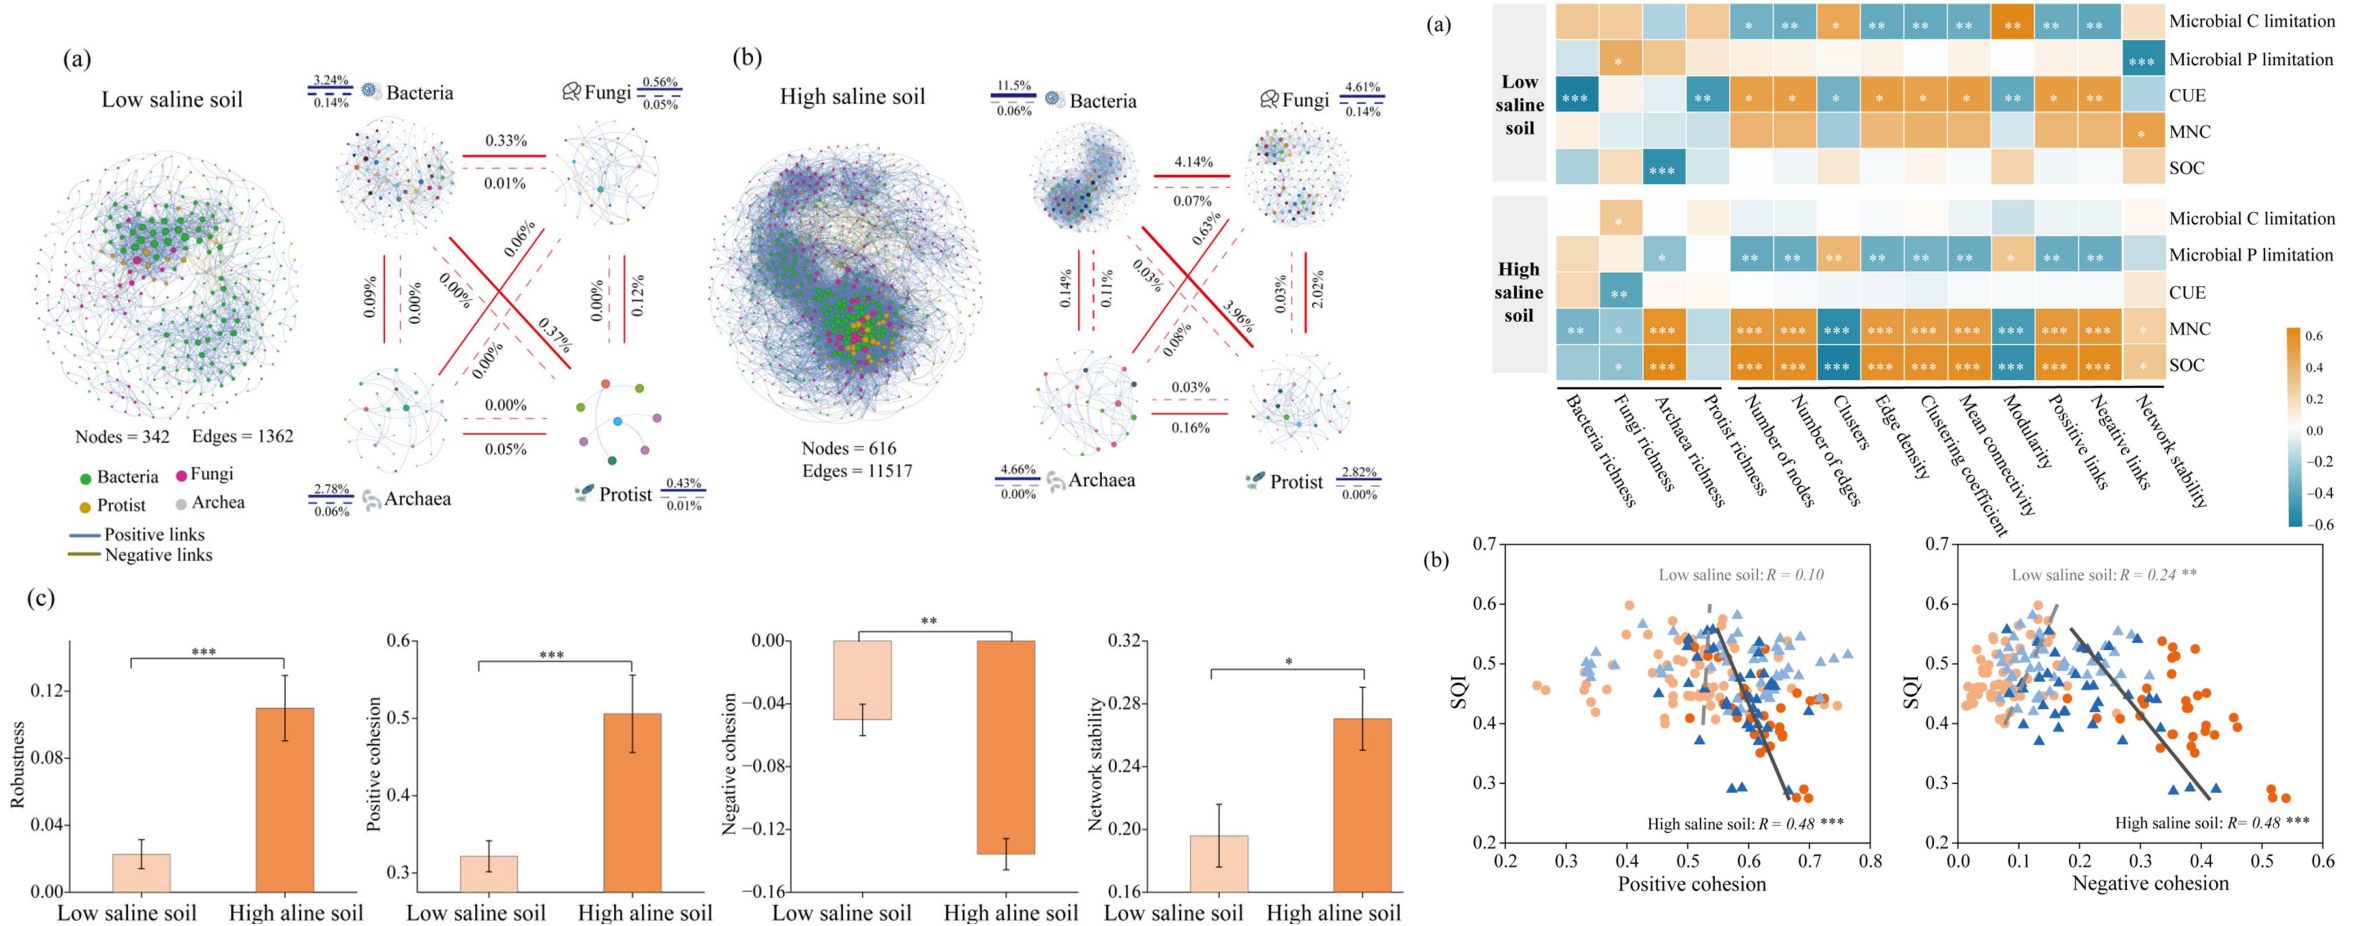 (a)
Low saline soil
3.24%
0.14%
Bacteria
Fungi
0.56%
0.05%
0.33%
0.01%
0.09%
0.00%
0.00%
0.06%
0.00%
0.37%
0.00%
0.12%
0.00%
0.05%
2.78%
0.06%
Archaea
Protist
0.43%
0.01%
Nodes = 342 Edges = 1362
Bacteria Fungi
Protist Archea
Positive links
Negative links
(b)
High saline soil
11.5%
0.06%
Bacteria
Fungi
4.61%
0.14%
4.14%
0.07%
0.14%
0.11%
0.03%
0.63%
0.08%
3.96%
0.03%
2.02%
0.03%
0.16%
4.66%
0.00%
Archaea
Protist
2.82%
0.00%
Nodes = 616
Edges = 11517
(c)
Robustness
0.12
0.08
0.04
0.00
***
Low saline soil High aline soil
Positive cohesion
0.6
0.5
0.4
0.3
***
Low saline soil High aline soil
Negative cohesion
0.00
−0.04
−0.08
−0.12
−0.16
**
Low saline soil High aline soil
Network stability
0.32
0.28
0.24
0.20
0.16
*
Low saline soil High aline soil
(a)
Low
saline
soil
* ** * ** ** ** ** ** ** Microbial C limitation
* *** Microbial P limitation
*** ** * * * * * * ** * ** CUE
* MNC
*** SOC
High
saline
soil
* Microbial C limitation
* ** ** ** ** ** ** * ** ** Microbial P limitation
** CUE
** * *** *** *** *** *** *** *** *** *** *** * MNC
* *** *** *** *** *** *** *** *** *** *** * SOC
Bacteria richness
Fungi richness
Archaea richness
Protist richness
Number of nodes
Number of edges
Clusters
Edge density
Clustering coefficient
Mean connectivity
Modularity
Possitive links
Negative links
Network stability
0.6
0.4
0.2
0.0
−0.2
−0.4
−0.6
(b)
SQI
0.7
0.6
0.5
0.4
0.3
0.2
Low saline soil: R = 0.10
High saline soil: R = 0.48 ***
0.2 0.3 0.4 0.5 0.6 0.7 0.8
Positive cohesion
SQI
0.7
0.6
0.5
0.4
0.3
0.2
Low saline soil: R = 0.24 **
High saline soil: R= 0.48 ***
0.0 0.1 0.2 0.3 0.4 0.5 0.6
Negative cohesion